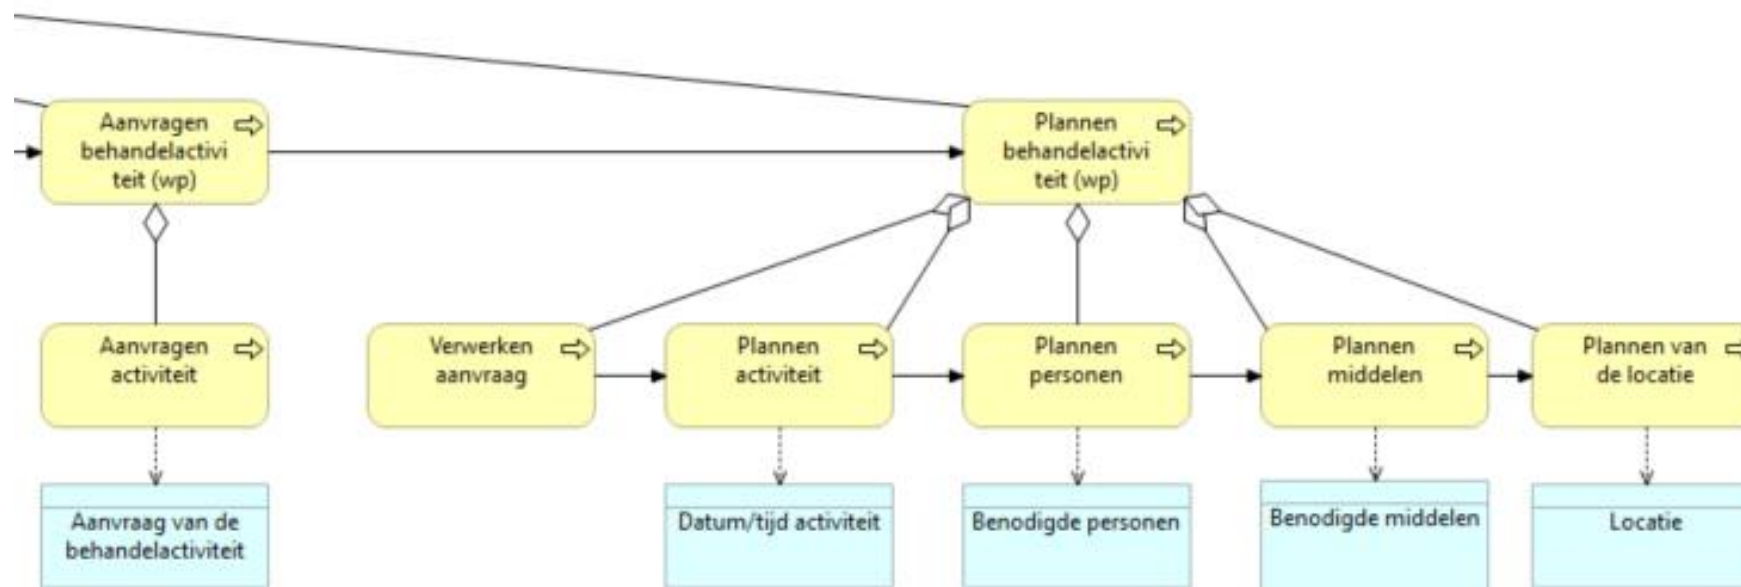 Aanvragen
behandelactivi
teit (wp)
Plannen
behandelactivi
teit (wp)
Aanvragen
activiteit
Verwerken
aanvraag
Plannen
activiteit
Plannen
personen
Plannen
middelen
Plannen van
de locatie
Aanvraag van de
behandelactiviteit
Datum/tijd activiteit
Benodigde personen
Benodigde middelen
Locatie